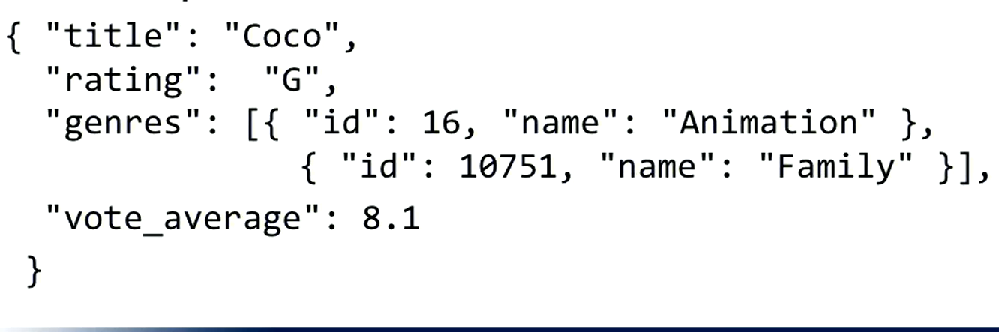 { "title": "Coco",
"rating": "G",
"genres": [{ "id": 16, "name": "Animation" },
{ "id": 10751, "name": "Family" }],
"vote_average": 8.1
}